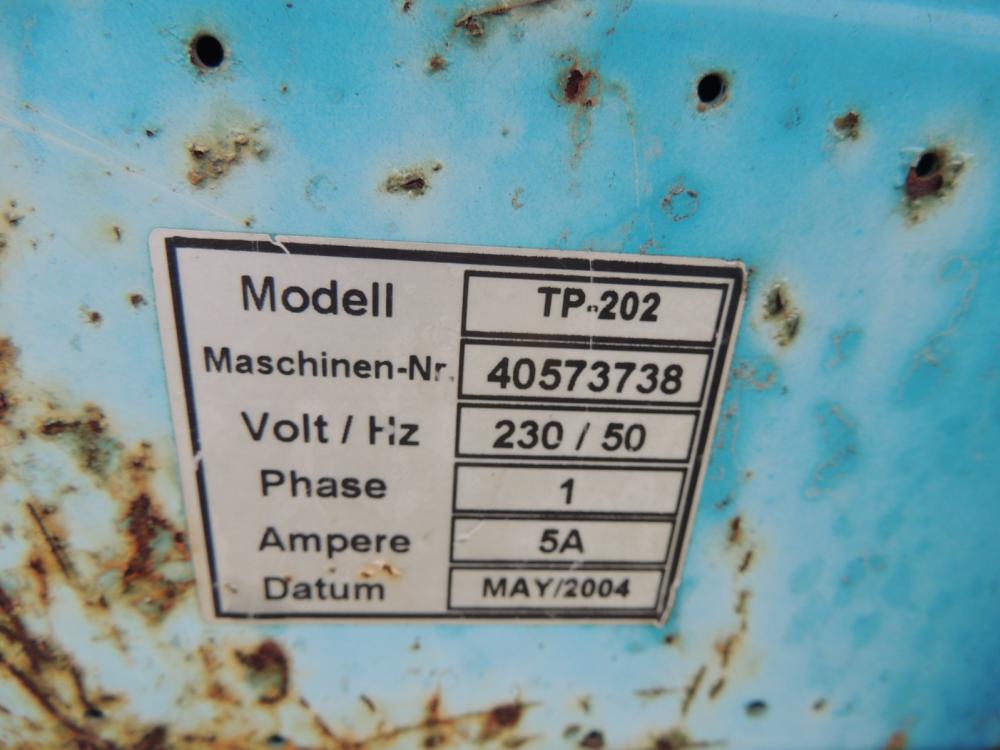 Modell TP-202
Maschinen-Nr. 40573738
Volt / Hz 230 / 50
Phase 1
Ampere 5A
Datum MAY/2004